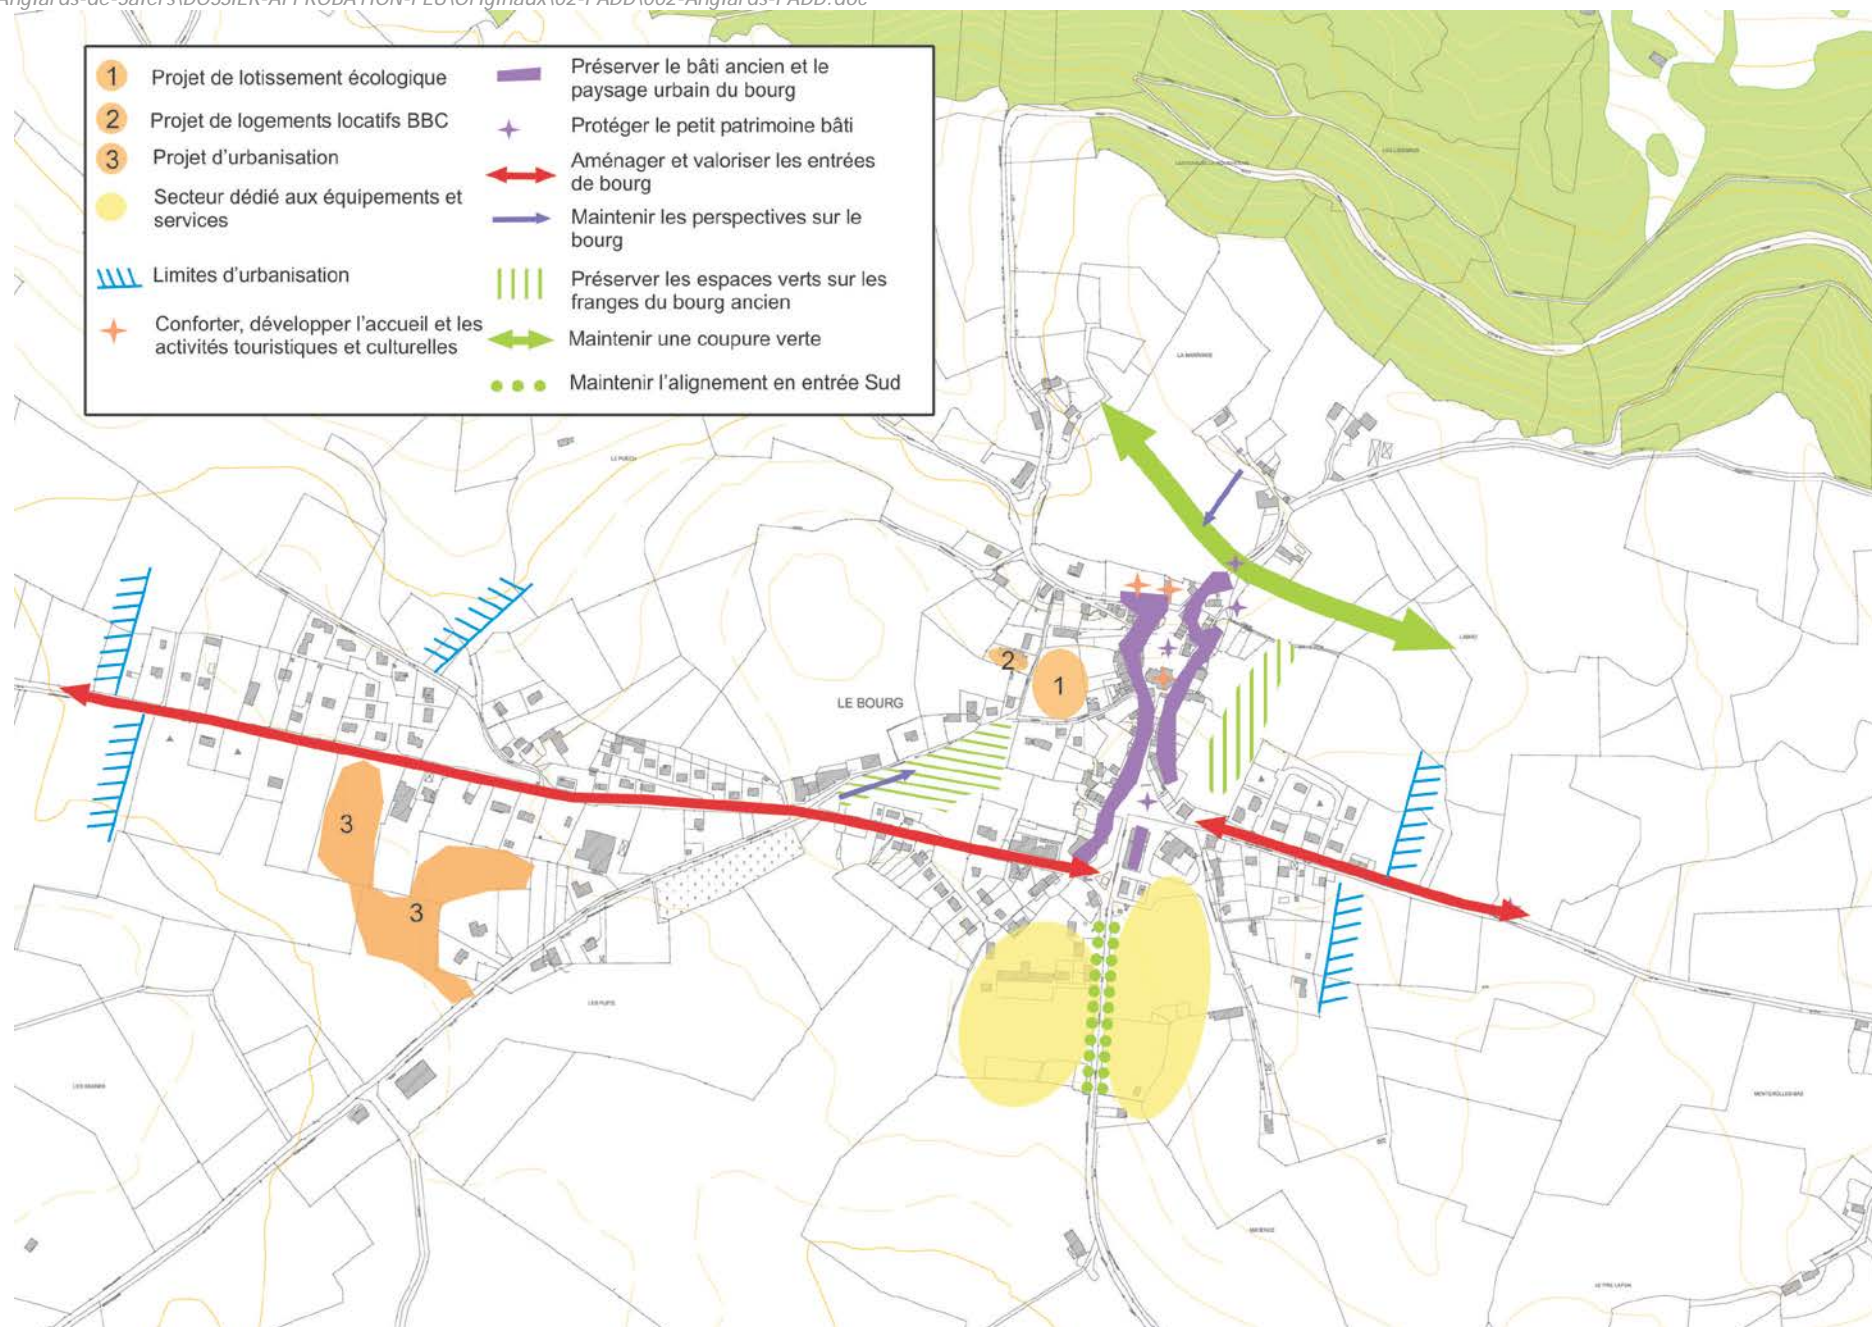 1 Projet de lotissement écologique
2 Projet de logements locatifs BBC
3 Projet d'urbanisation
Secteur dédié aux équipements et
services
Limites d'urbanisation
Conforter, développer l'accueil et les
activités touristiques et culturelles
Préserver le bâti ancien et le
paysage urbain du bourg
Protéger le petit patrimoine bâti
Aménager et valoriser les entrées
de bourg
Maintenir les perspectives sur le
bourg
Préserver les espaces verts sur les
franges du bourg ancien
Maintenir une coupure verte
Maintenir l'alignement en entrée Sud
LE PUECH
2
1
LE BOURG
3
3